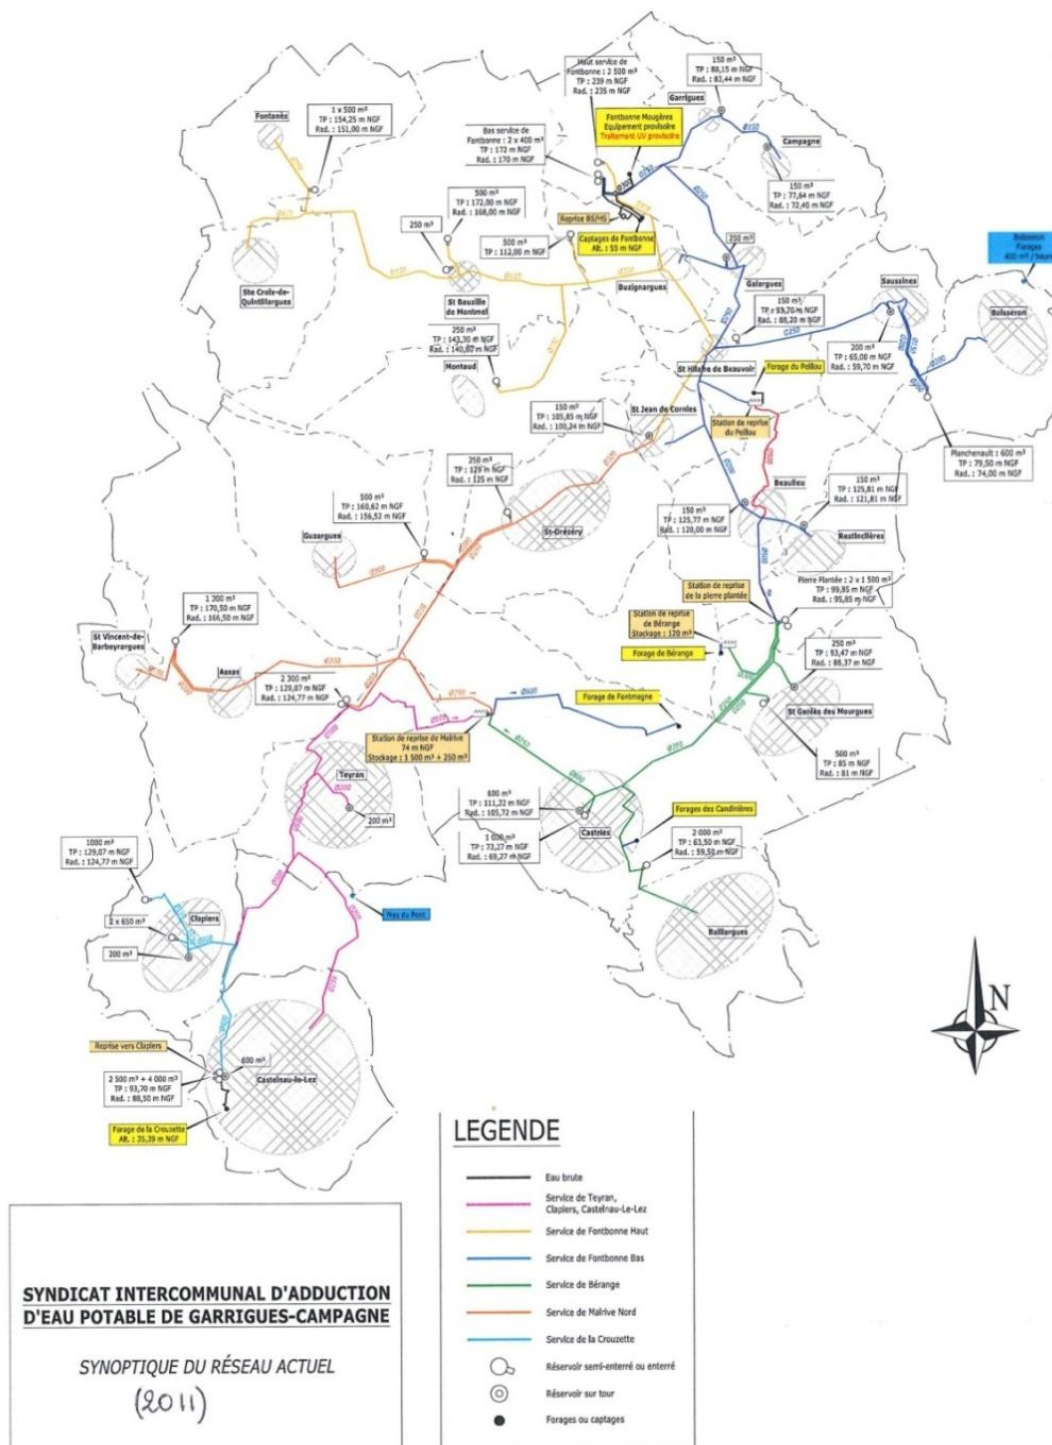 Haut service de
Fontbonne : 2 500 m³
TP : 239 m NGF
Rad. : 235 m NGF
150 m³
TP : 88,15 m NGF
Rad. : 83,44 m NGF
Garrigues
Fontanès
1 x 500 m³
TP : 154,25 m NGF
Rad. : 151,00 m NGF
Fontbonne Mougères
Equipement provisoire
Traitement UV provisoire
Campagne
Bas service de
Fontbonne : 2 x 400 m³
TP : 172 m NGF
Rad. : 170 m NGF
150 m³
TP : 77,64 m NGF
Rad. : 72,40 m NGF
500 m³
TP : 172,00 m NGF
Rad. : 168,00 m NGF
250 m³
Reprise BS/HS
Captages de Fontbonne
Alt. : 55 m NGF
500 m³
TP : 112,00 m NGF
250 m³
Ste Croix-de-
Quintillargues
St Bauzille
de Montmel
Buzignargues
Galargues
Saussines
Boisseron
250 m³
TP : 143,30 m NGF
Rad. : 140,80 m NGF
Montaud
150 m³
Rad. : 88,20 m NGF
Ø250
200 m³
TP : 65,00 m NGF
Rad. : 59,70 m NGF
St Hilaire de Beauvoir
Forage du Peillou
Station de reprise
du Peillou
St Jean de Cornies
150 m³
TP : 105,85 m NGF
Rad. : 100,24 m NGF
Planchenault : 600 m³
TP : 79,50 m NGF
Rad. : 74,00 m NGF
250 m³
TP : 129 m NGF
Rad. : 125 m NGF
St-Drézéry
Beaulieu
150 m³
TP : 125,81 m NGF
Rad. : 121,81 m NGF
150 m³
TP : 125,77 m NGF
Rad. : 120,00 m NGF
Restinclières
500 m³
TP : 160,62 m NGF
Rad. : 156,52 m NGF
Guzargues
Station de reprise
de la pierre plantée
Pierre Plantée : 2 x 1 500 m³
TP : 99,85 m NGF
Rad. : 95,85 m NGF
1 300 m³
TP : 170,50 m NGF
Rad. : 166,50 m NGF
Station de reprise
de Bérange
Stockage : 120 m³
Forage de Bérange
St Vincent-de-
Barbeyrargues
Assas
250 m³
TP : 93,47 m NGF
Rad. : 88,37 m NGF
2 300 m³
TP : 129,07 m NGF
Rad. : 124,77 m NGF
Forage de Fontmagne
St Geniès des Mourgues
Station de reprise de Malrive
74 m NGF
Stockage : 1 500 m³ + 250 m³
500 m³
TP : 85 m NGF
Rad. : 81 m NGF
Teyran
200 m³
600 m³
TP : 111,22 m NGF
Rad. : 105,72 m NGF
Castries
Forages des Candinières
1 000 m³
TP : 73,27 m NGF
Rad. : 69,27 m NGF
2 000 m³
TP : 63,50 m NGF
Rad. : 59,50 m NGF
1000 m³
TP : 129,07 m NGF
Rad. : 124,77 m NGF
Clapiers
2 x 650 m³
200 m³
Mas du Pont
Baillargues
Reprise vers Clapiers
600 m³
Castelnau-le-Lez
2 500 m³ + 4 000 m³
TP : 93,70 m NGF
Rad. : 88,50 m NGF
Forage de la Crouzette
Alt. : 35,39 m NGF
N
LEGENDE
Eau brute
Service de Teyran,
Clapiers, Castelnau-Le-Lez
Service de Fontbonne Haut
Service de Fontbonne Bas
Service de Bérange
Service de Malrive Nord
Service de la Crouzette
Réservoir semi-enterré ou enterré
Réservoir sur tour
Forages ou captages
SYNDICAT INTERCOMMUNAL D'ADDUCTION
D'EAU POTABLE DE GARRIGUES-CAMPAGNE
SYNOPTIQUE DU RÉSEAU ACTUEL
(2011)